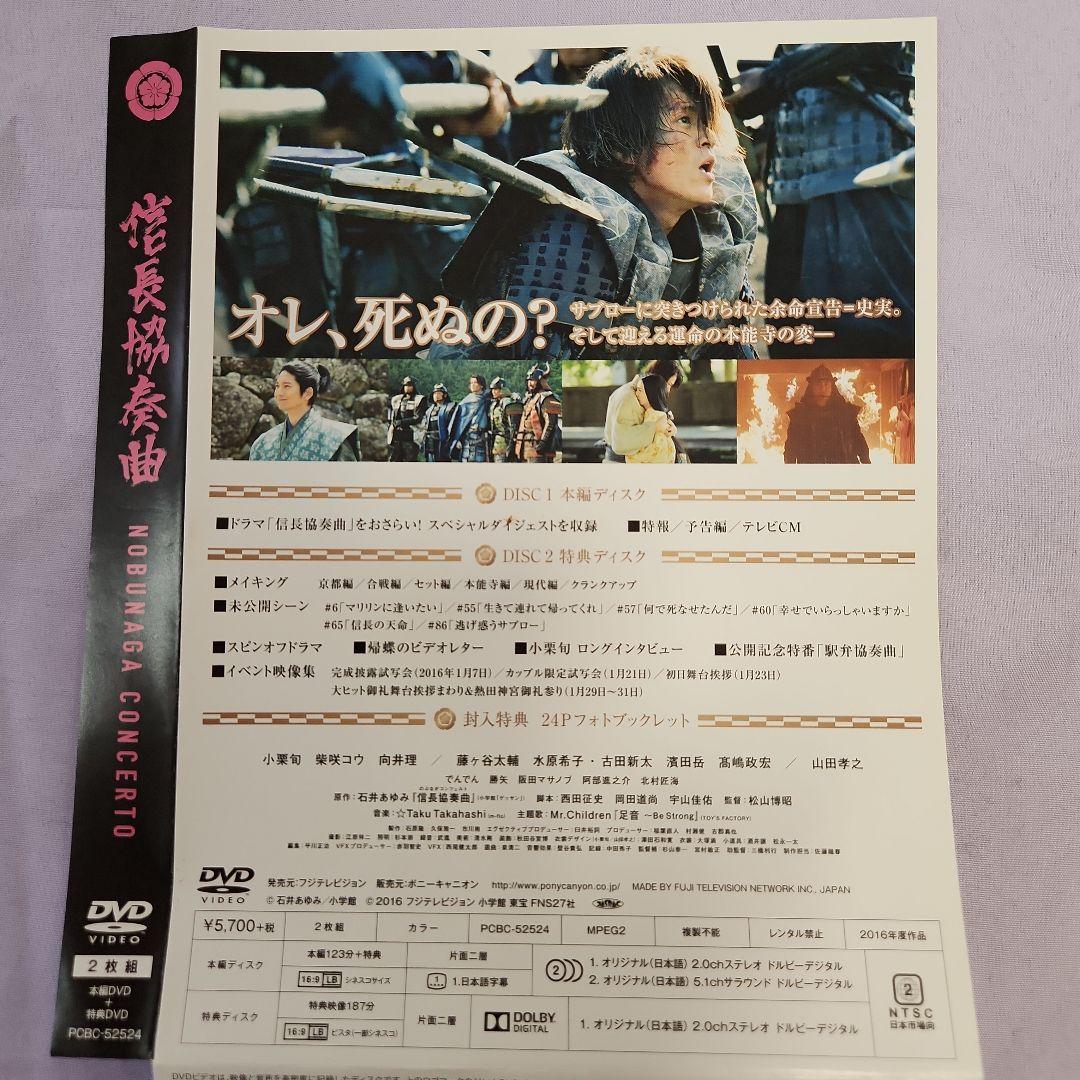 信長協奏曲
NOBUNAGA CONCERTO
DVD
VIDEO
2枚組
本編DVD
+
特典DVD
PCBC-52524
オレ、死ぬの?
サブローに突きつけられた余命宣告=史実。
そして迎える運命の本能寺の変―
DISC 1 本編ディスク
■ドラマ「信長協奏曲」をおさらい! スペシャルダイジェストを収録 ■特報/予告編/テレビCM
DISC 2 特典ディスク
■メイキング 京都編/合戦編/セット編/本能寺編/現代編/クランクアップ
■未公開シーン #6「マリリンに逢いたい」/#55「生きて連れて帰ってくれ」/#57「何で死なせたんだ」/#60「幸せでいらっしゃいますか」
#65「信長の天命」/#86「逃げ惑うサブロー」
■スピンオフドラマ ■帰蝶のビデオレター ■小栗旬 ロングインタビュー ■公開記念特番「駅弁協奏曲」
■イベント映像集 完成披露試写会(2016年1月7日)/カップル限定試写会(1月21日)/初日舞台挨拶(1月23日)
大ヒット御礼舞台挨拶まわり&熱田神宮御礼参り(1月29日~31日)
封入特典 24Pフォトブックレット
小栗旬 柴咲コウ 向井理 / 藤ヶ谷太輔 水原希子・古田新太 濱田岳 髙嶋政宏 / 山田孝之
でんでん 勝矢 阪田マサノブ 阿部進之介 北村匠海
原作:石井あゆみ「信長協奏曲」(小学館「ゲッサン」) 脚本:西田征史 岡田道尚 宇山佳佑 監督:松山博昭
音楽:☆Taku Takahashi (m-flo) 主題歌:Mr.Children「足音 ~Be Strong」(TOY'S FACTORY)
DVD
VIDEO
発売元:フジテレビジョン 販売元:ポニーキャニオン http://www.ponycanyon.co.jp/ MADE BY FUJI TELEVISION NETWORK INC., JAPAN
© 石井あゆみ/小学館 © 2016 フジテレビジョン 小学館 東宝 FNS27社
¥5,700+税 2枚組 カラー PCBC-52524 MPEG2 複製不能 レンタル禁止 2016年度作品
本編ディスク 本編123分+特典 片面二層
16:9 LB シネスコサイズ 1.日本語字幕
2 1. オリジナル(日本語) 2.0chステレオ ドルビーデジタル
2. オリジナル(日本語) 5.1chサラウンド ドルビーデジタル
特典ディスク 特典映像187分 片面二層
16:9 LB ビスタ(一部シネスコ)
DOLBY
DIGITAL
1. オリジナル(日本語) 2.0chステレオ ドルビーデジタル
2
NTSC
日本市場向